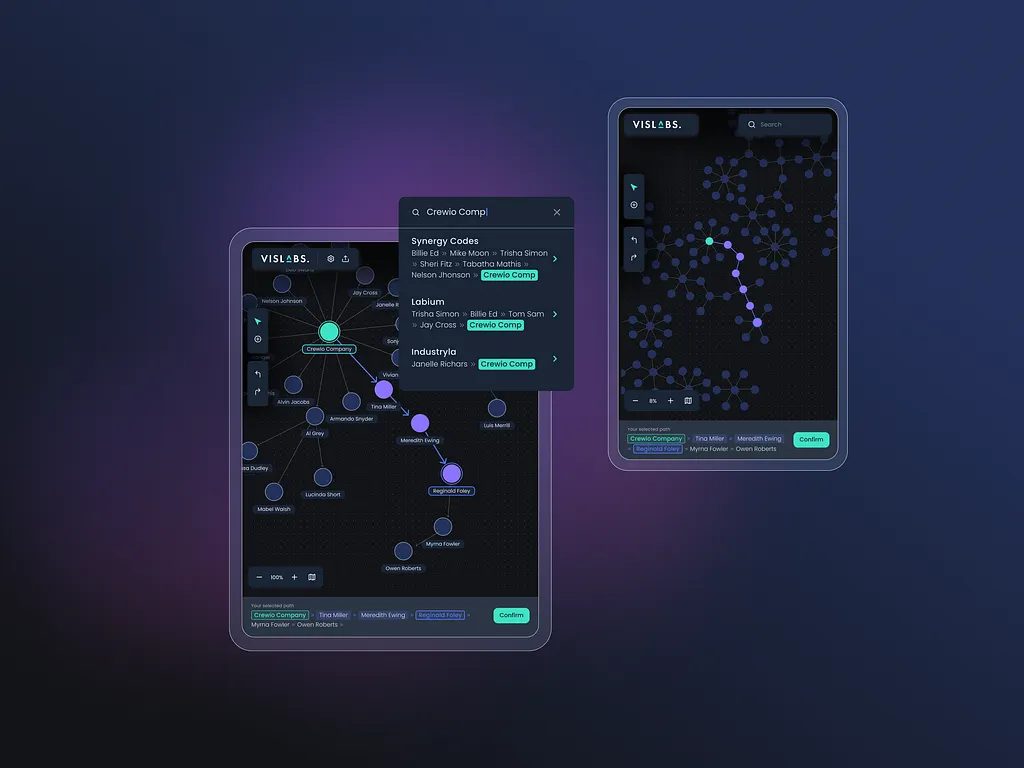 VISLABS.
Jay Cross
Nelson Johnson
Crewio Company
Alvin Jacobs
Tina Miller
Armando Snyder
Al Grey
Meredith Ewing
Luis Merrill
Dudley
Lucinda Short
Reginald Foley
Mabel Walsh
Myrna Fowler
Owen Roberts
100%
Your selected path
Crewio Company » Tina Miller » Meredith Ewing » Reginald Foley »
Myrna Fowler » Owen Roberts »
Confirm
Crewio Comp
Synergy Codes
Billie Ed » Mike Moon » Trisha Simon
» Sheri Fitz » Tabatha Mathis »
Nelson Jhonson » Crewio Comp
Labium
Trisha Simon » Billie Ed » Tom Sam
» Jay Cross » Crewio Comp
Industryla
Janelle Richars » Crewio Comp
VISLABS.
Search
8%
Your selected path
Crewio Company » Tina Miller » Meredith Ewing
» Reginald Foley » Myrna Fowler » Owen Roberts
Confirm